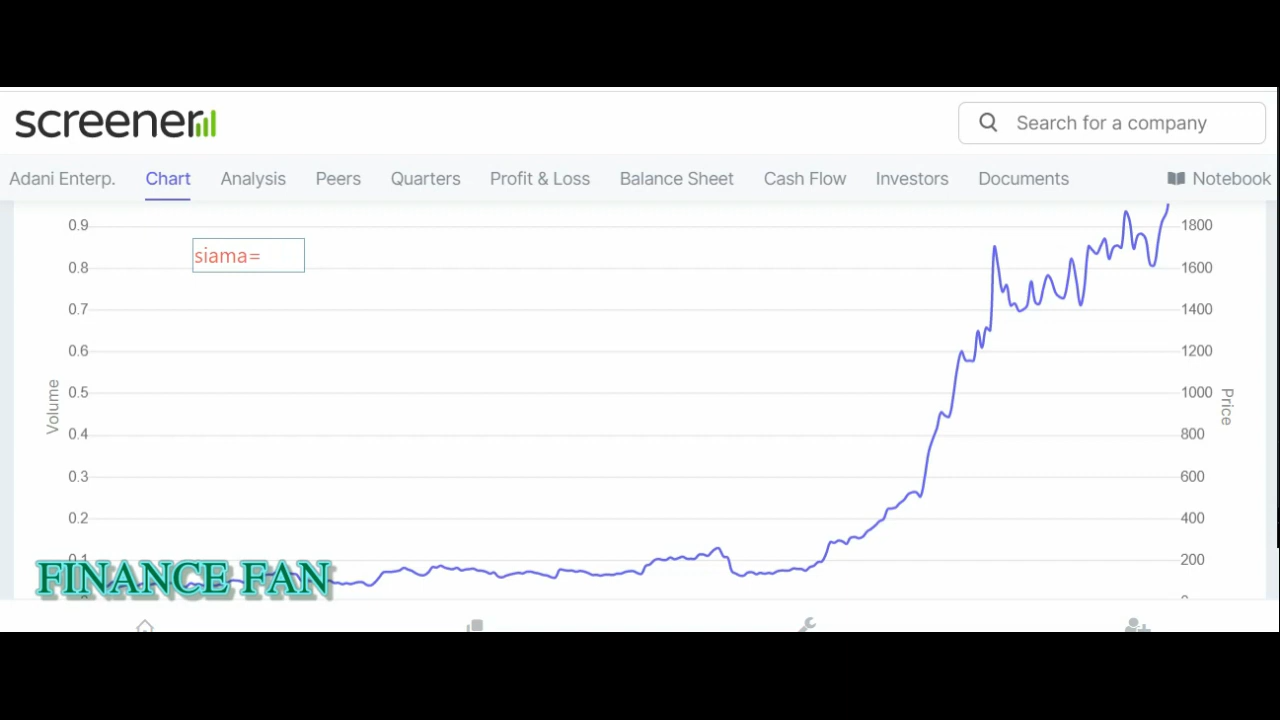 screener
Search for a company
Adani Enterp. Chart Analysis Peers Quarters Profit & Loss Balance Sheet Cash Flow Investors Documents Notebook
0.9 1800
siama=
0.8 1600
0.7 1400
0.6 1200
0.5 1000
Volume
Price
0.4 800
0.3 600
0.2 400
0.1 200
FINANCE FAN